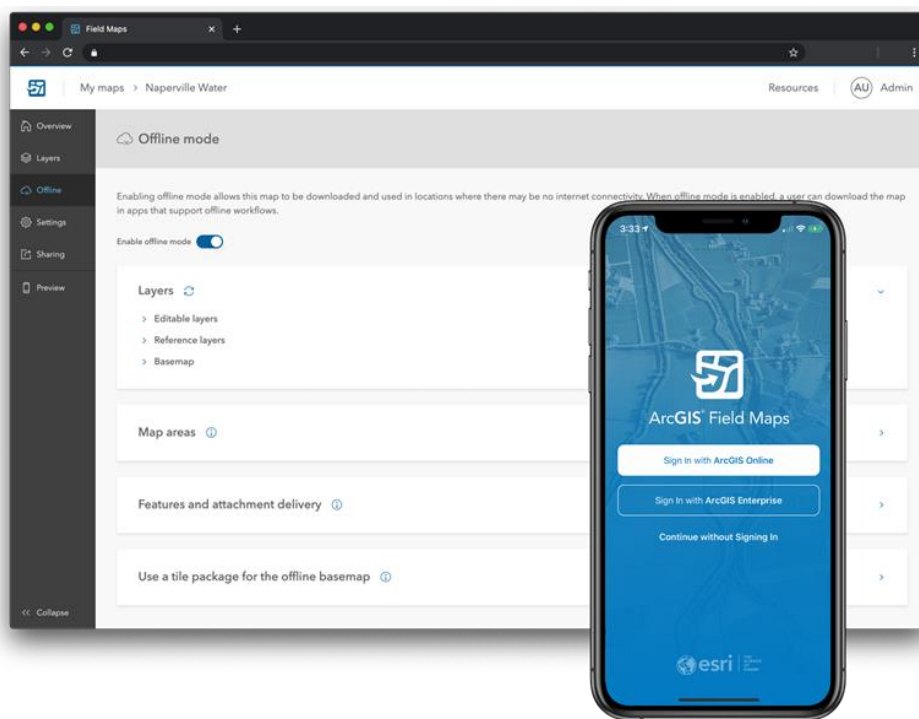 Field Maps
My maps > Naperville Water
Resources
AU Admin
Overview
Layers
Offline
Settings
Sharing
Preview
<< Collapse
Offline mode
Enabling offline mode allows this map to be downloaded and used in locations where there may be no internet connectivity. When offline mode is enabled, a user can download the map
in apps that support offline workflows.
Enable offline mode
Layers
> Editable layers
> Reference layers
> Basemap
Map areas
Features and attachment delivery
Use a tile package for the offline basemap
3:33
ArcGIS® Field Maps
Sign In with ArcGIS Online
Sign In with ArcGIS Enterprise
Continue without Signing In
esri